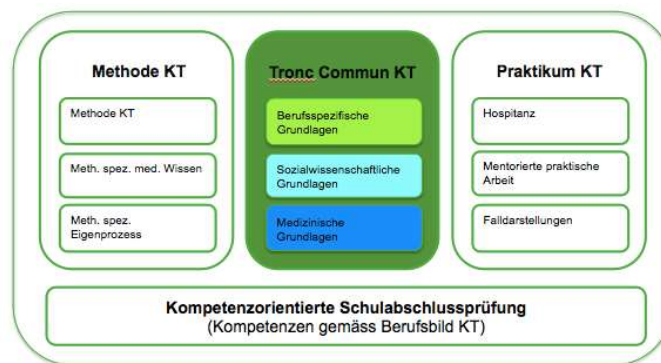 Methode KT
Methode KT
Meth. spez. med. Wissen
Meth. spez.
Eigenprozess
Tronc Commun KT
Berufsspezifische
Grundlagen
Sozialwissenschaftliche
Grundlagen
Medizinische
Grundlagen
Praktikum KT
Hospitanz
Mentorierte praktische
Arbeit
Falldarstellungen
Kompetenzorientierte Schulabschlussprüfung
(Kompetenzen gemäss Berufsbild KT)